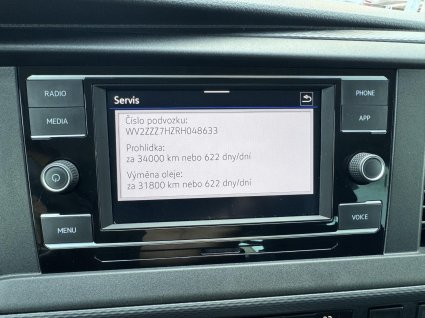 Servis
RADIO
MEDIA
MENU
PHONE
APP
VOICE
Číslo podvozku:
WV2ZZZ7HZRH048633
Prohlídka:
za 34000 km nebo 622 dny/dní
Výměna oleje:
za 31800 km nebo 622 dny/dní